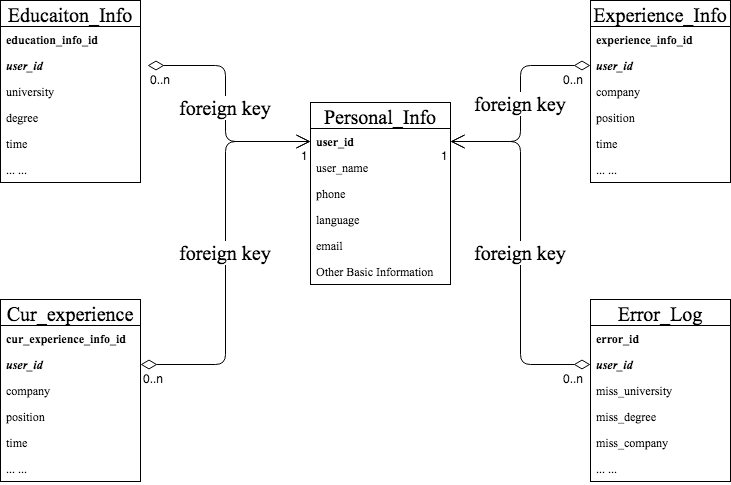 Educaiton_Info
education_info_id
user_id
university
degree
time
... ...
0..n
foreign key
Experience_Info
experience_info_id
user_id
company
position
time
... ...
0..n
foreign key
Personal_Info
user_id
user_name
phone
language
email
Other Basic Information
1
1
foreign key
foreign key
Cur_experience
cur_experience_info_id
user_id
company
position
time
... ...
0..n
Error_Log
error_id
user_id
miss_university
miss_degree
miss_company
... ...
0..n